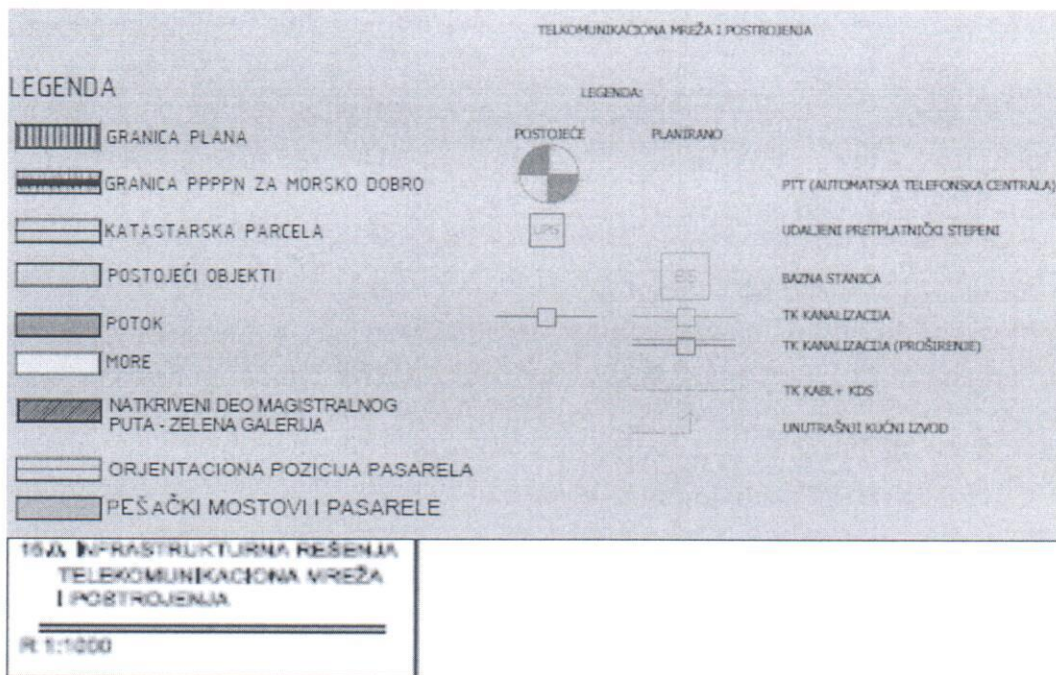 TELKOMUNIKACIONA MREŽA I POSTROJENJA
LEGENDA
GRANICA PLANA
GRANICA PPPPN ZA MORSKO DOBRO
KATASTARSKA PARCELA
POSTOJEĆI OBJEKTI
POTOK
MORE
NATKRIVENI DEO MAGISTRALNOG
PUTA - ZELENA GALERIJA
ORJENTACIONA POZICIJA PASARELA
PEŠAČKI MOSTOVI I PASARELE
LEGENDA:
POSTOJEĆE PLANIRANO
PTT (AUTOMATSKA TELEFONSKA CENTRALA)
UPS UDALJENI PRETPLATNIČKI STEPENI
BS BAZNA STANICA
TK KANALIZACIJA
TK KANALIZACIJA (PROŠIRENJE)
TK KABL + KDS
UNUTRAŠNJI KUĆNI IZVOD
INFRASTRUKTURNA REŠENJA
TELEKOMUNIKACIONA MREŽA
I POSTROJENJA
R 1:1000